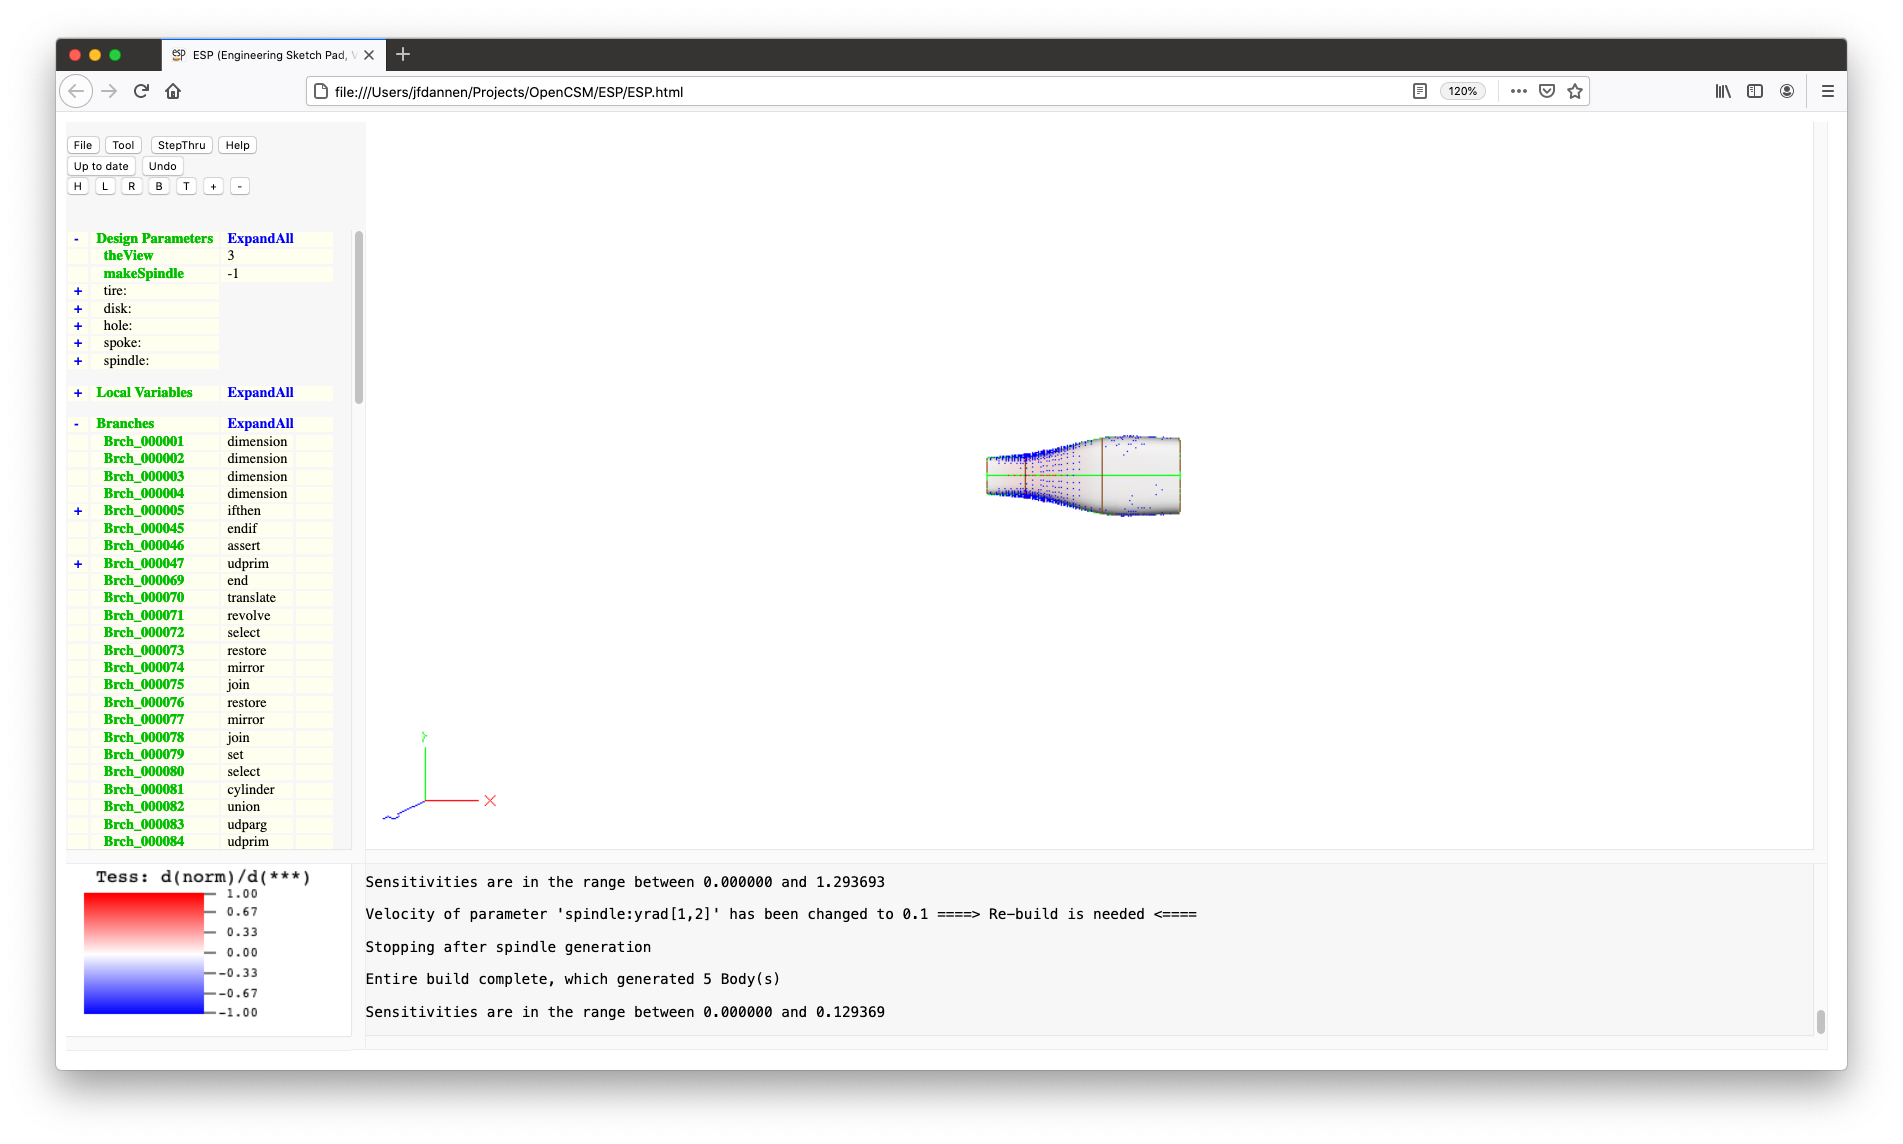 esp ESP (Engineering Sketch Pad, V
file:///Users/jfdannen/Projects/OpenCSM/ESP/ESP.html
120%
File Tool StepThru Help
Up to date Undo
H L R B T + -
- Design Parameters ExpandAll
theView 3
makeSpindle -1
+ tire:
+ disk:
+ hole:
+ spoke:
+ spindle:
+ Local Variables ExpandAll
- Branches ExpandAll
Brch_000001 dimension
Brch_000002 dimension
Brch_000003 dimension
Brch_000004 dimension
+ Brch_000005 ifthen
Brch_000045 endif
Brch_000046 assert
+ Brch_000047 udprim
Brch_000069 end
Brch_000070 translate
Brch_000071 revolve
Brch_000072 select
Brch_000073 restore
Brch_000074 mirror
Brch_000075 join
Brch_000076 restore
Brch_000077 mirror
Brch_000078 join
Brch_000079 set
Brch_000080 select
Brch_000081 cylinder
Brch_000082 union
Brch_000083 udparg
Brch_000084 udprim
Y
X
Z
Tess: d(norm)/d(***)
1.00
0.67
0.33
0.00
-0.33
-0.67
-1.00
Sensitivities are in the range between 0.000000 and 1.293693
Velocity of parameter 'spindle:yrad[1,2]' has been changed to 0.1 ====> Re-build is needed <====
Stopping after spindle generation
Entire build complete, which generated 5 Body(s)
Sensitivities are in the range between 0.000000 and 0.129369